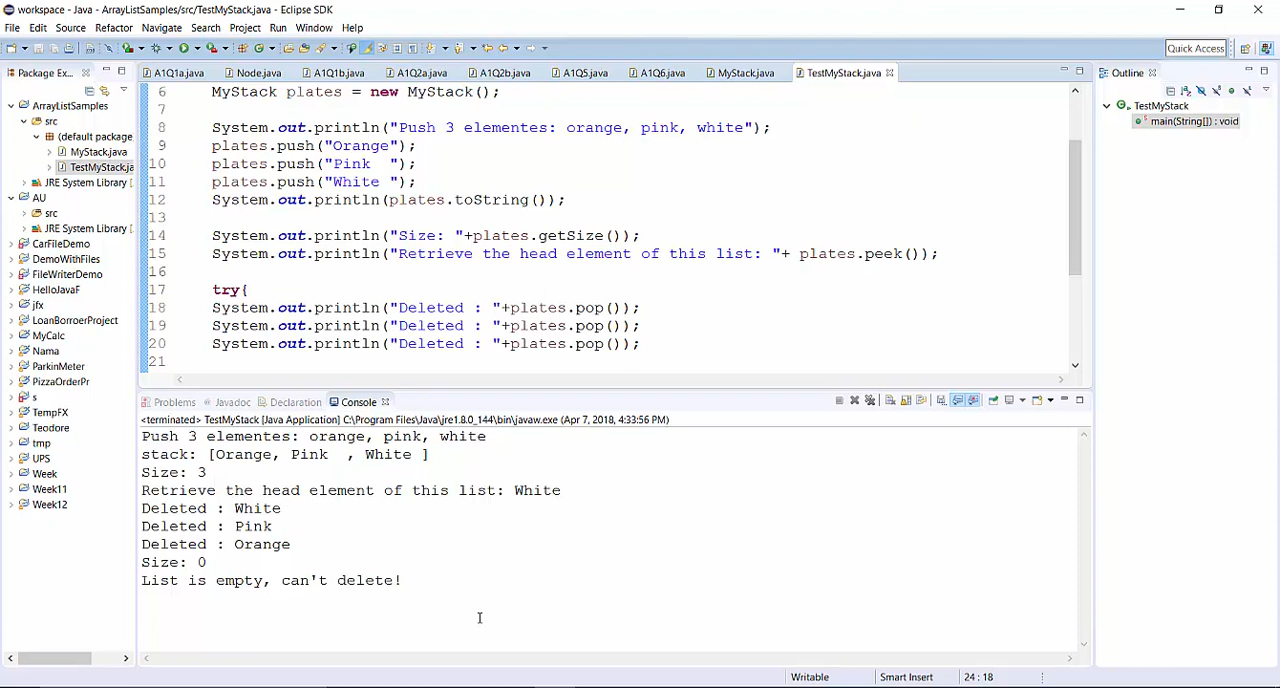 workspace - Java - ArrayListSamples/src/TestMyStack.java - Eclipse SDK
File Edit Source Refactor Navigate Search Project Run Window Help
Quick Access
Package Ex...
A1Q1a.java Node.java A1Q1b.java A1Q2a.java A1Q2b.java A1Q5.java A1Q6.java MyStack.java TestMyStack.java
Outline
ArrayListSamples
src
(default package
MyStack.java
TestMyStack.ja
JRE System Library [
AU
src
JRE System Library [
CarFileDemo
DemoWithFiles
FileWriterDemo
HelloJavaF
jfx
LoanBorroerProject
MyCalc
Nama
ParkinMeter
PizzaOrderPr
s
TempFX
Teodore
tmp
UPS
Week
Week11
Week12
6 MyStack plates = new MyStack();
7
8 System.out.println("Push 3 elementes: orange, pink, white");
9 plates.push("Orange");
10 plates.push("Pink  ");
11 plates.push("White ");
12 System.out.println(plates.toString());
13
14 System.out.println("Size: "+plates.getSize());
15 System.out.println("Retrieve the head element of this list: "+ plates.peek());
16
17 try{
18 System.out.println("Deleted : "+plates.pop());
19 System.out.println("Deleted : "+plates.pop());
20 System.out.println("Deleted : "+plates.pop());
21
TestMyStack
main(String[]) : void
Problems Javadoc Declaration Console
<terminated> TestMyStack [Java Application] C:\Program Files\Java\jre1.8.0_144\bin\javaw.exe (Apr 7, 2018, 4:33:56 PM)
Push 3 elementes: orange, pink, white
stack: [Orange, Pink  , White ]
Size: 3
Retrieve the head element of this list: White
Deleted : White
Deleted : Pink
Deleted : Orange
Size: 0
List is empty, can't delete!
Writable Smart Insert 24 : 18